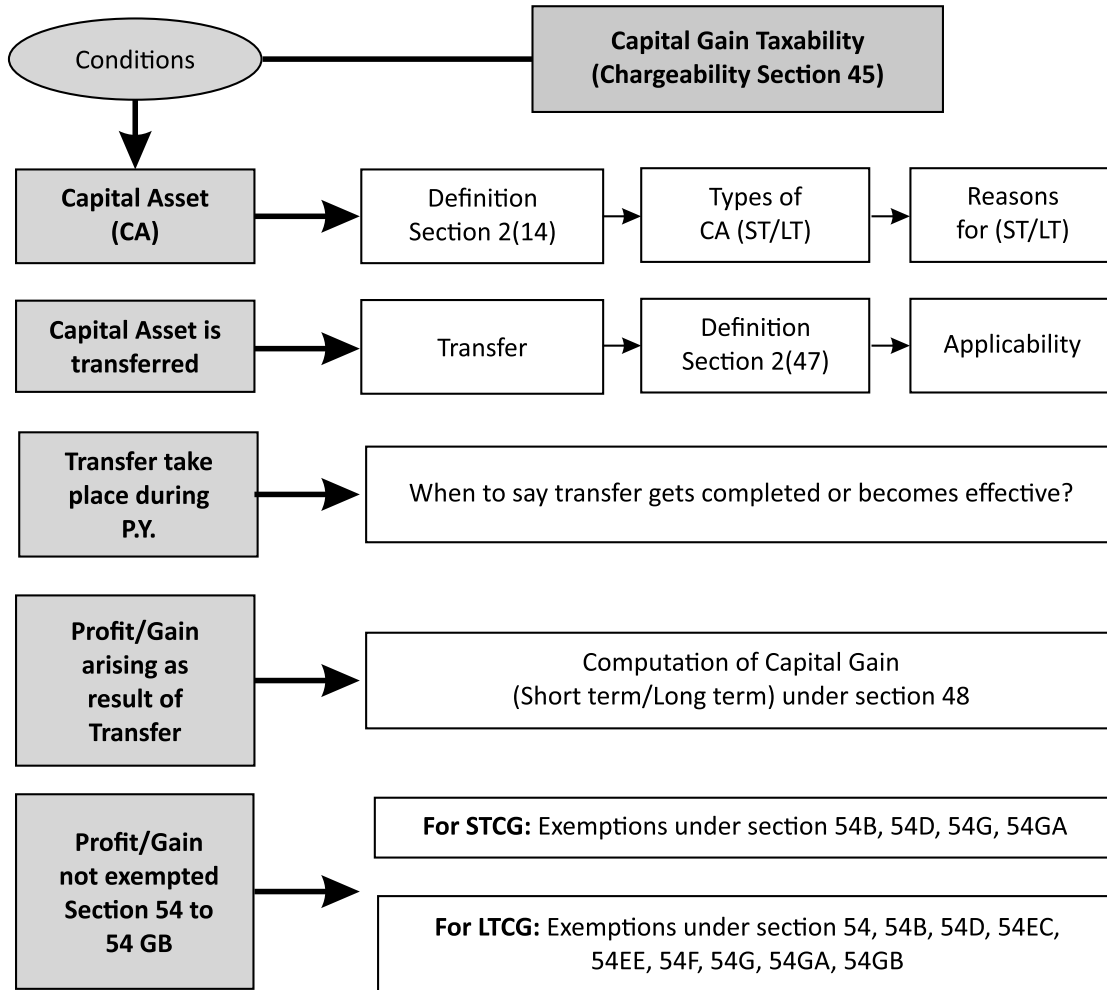 Conditions
Capital Gain Taxability
(Chargeability Section 45)
Capital Asset
(CA)
Definition
Section 2(14)
Types of
CA (ST/LT)
Reasons
for (ST/LT)
Capital Asset is
transferred
Transfer
Definition
Section 2(47)
Applicability
Transfer take
place during
P.Y.
When to say transfer gets completed or becomes effective?
Profit/Gain
arising as
result of
Transfer
Computation of Capital Gain
(Short term/Long term) under section 48
Profit/Gain
not exempted
Section 54 to
54 GB
For STCG: Exemptions under section 54B, 54D, 54G, 54GA
For LTCG: Exemptions under section 54, 54B, 54D, 54EC,
54EE, 54F, 54G, 54GA, 54GB